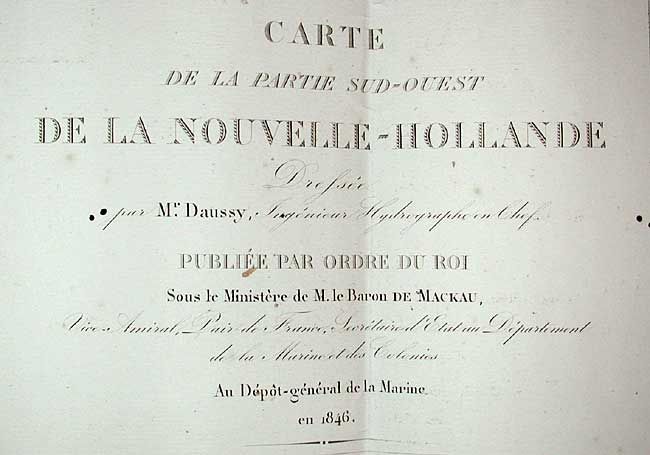 CARTE
DE LA PARTIE SUD-OUEST
DE LA NOUVELLE-HOLLANDE
Dressée
par Mr. Daussy, Ingénieur Hydrographe en Chef.
PUBLIÉE PAR ORDRE DU ROI
Sous le Ministère de M. le Baron DE MACKAU,
Vice-Amiral, Pair de France, Secrétaire d'Etat au Département
de la Marine et des Colonies
Au Dépôt-général de la Marine
en 1846.